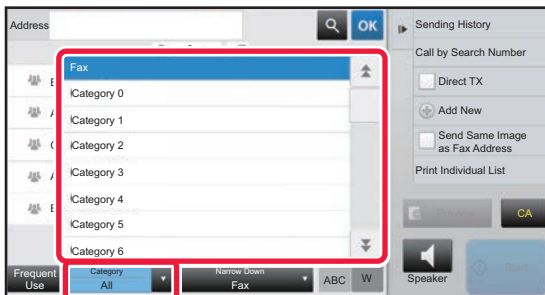 Address
OK
Sending History
Call by Search Number
Direct TX
Add New
Send Same Image
as Fax Address
Print Individual List
Fax
Category 0
Category 1
Category 2
Category 3
Category 4
Category 5
Category 6
CA
Frequent
Use
Category
All
Narrow Down
Fax
ABC
W
Speaker
Start